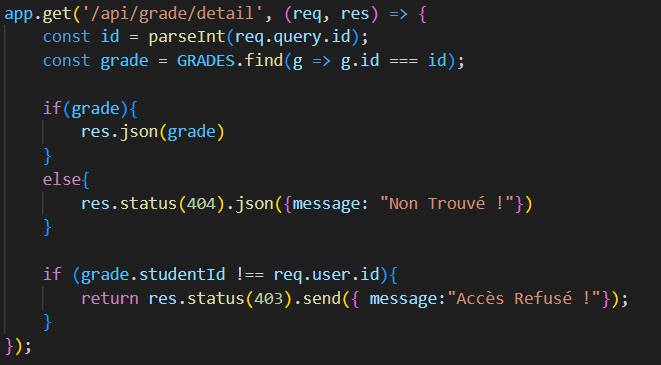 app.get('/api/grade/detail', (req, res) => {
    const id = parseInt(req.query.id);
    const grade = GRADES.find(g => g.id === id);

    if(grade){
        res.json(grade)
    }
    else{
        res.status(404).json({message: "Non Trouvé !"})
    }

    if (grade.studentId !== req.user.id){
        return res.status(403).send({ message:"Accès Refusé !"});
    }
});